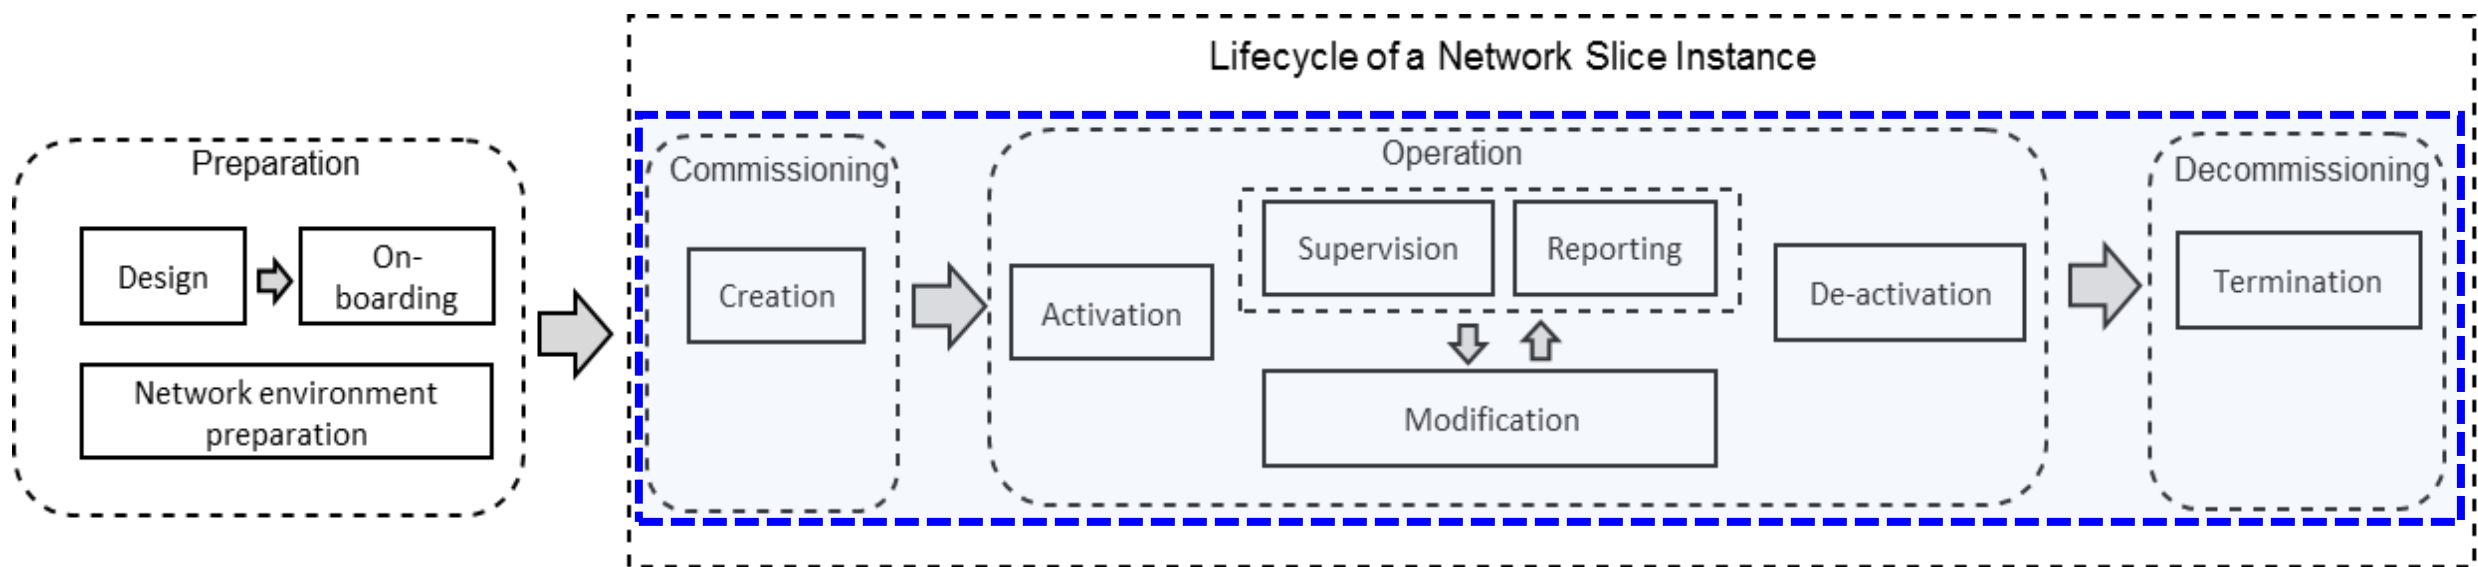 Lifecycle of a Network Slice Instance
Preparation
Design
On-
boarding
Network environment
preparation
Commissioning
Creation
Operation
Activation
Supervision
Reporting
Modification
De-activation
Decommissioning
Termination